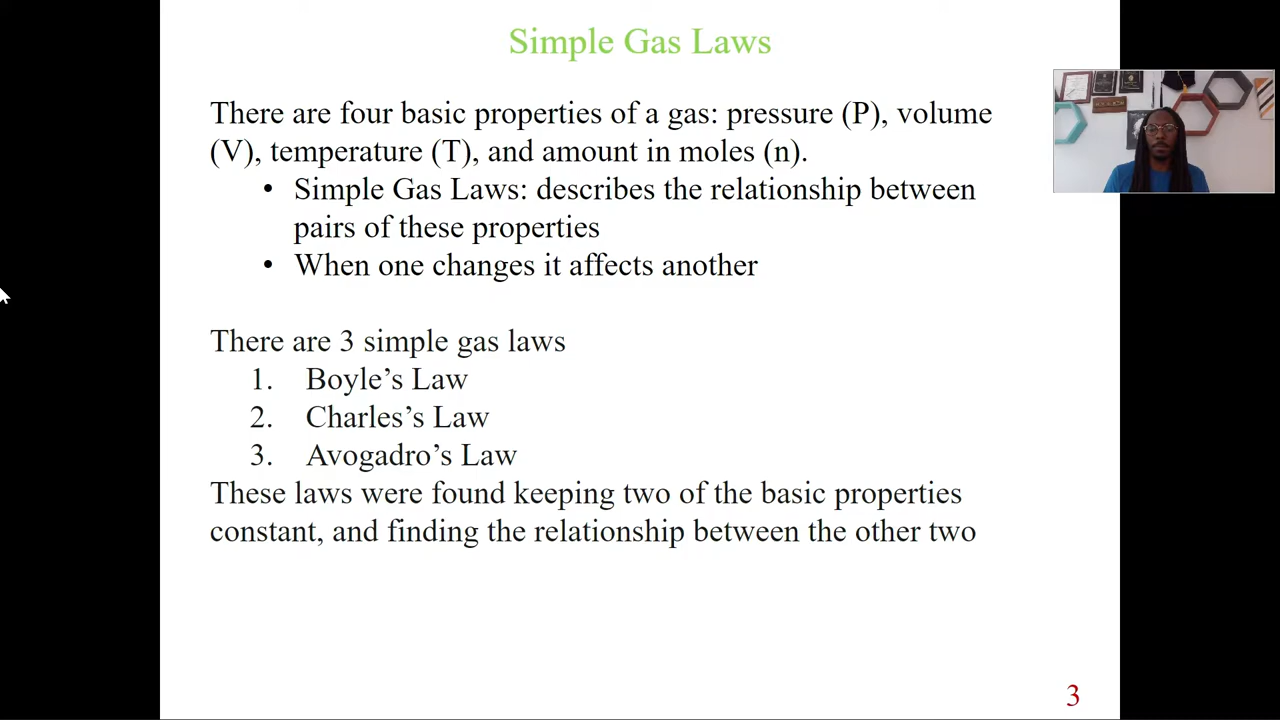 Simple Gas Laws
There are four basic properties of a gas: pressure (P), volume
(V), temperature (T), and amount in moles (n).
• Simple Gas Laws: describes the relationship between
pairs of these properties
• When one changes it affects another
There are 3 simple gas laws
1. Boyle’s Law
2. Charles’s Law
3. Avogadro’s Law
These laws were found keeping two of the basic properties
constant, and finding the relationship between the other two
3